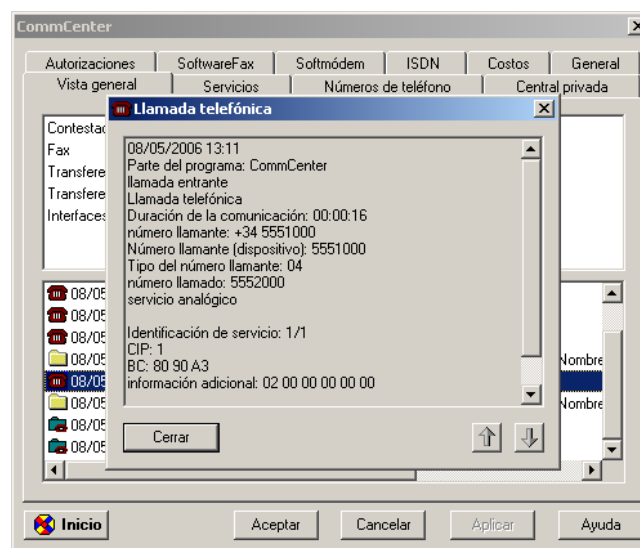 CommCenter
Autorizaciones SoftwareFax Softmódem ISDN Costos General
Vista general Servicios Números de teléfono Central privada
Llamada telefónica
Fax
08/05/2006 13:11
Parte del programa: CommCenter
llamada entrante
Llamada telefónica
Duración de la comunicación: 00:00:16
número llamante: +34 5551000
Número llamante (dispositivo): 5551000
Tipo del número llamante: 04
número llamado: 5552000
servicio analógico
Identificación de servicio: 1/1
CIP: 1
BC: 80 90 A3
información adicional: 02 00 00 00 00 00
Contestad
Transfere
Transfere
Interfaces
08/05
08/05
08/05
08/05 Nombre
08/05
08/05 Nombre
08/05
08/05
Cerrar
Inicio Aceptar Cancelar Aplicar Ayuda